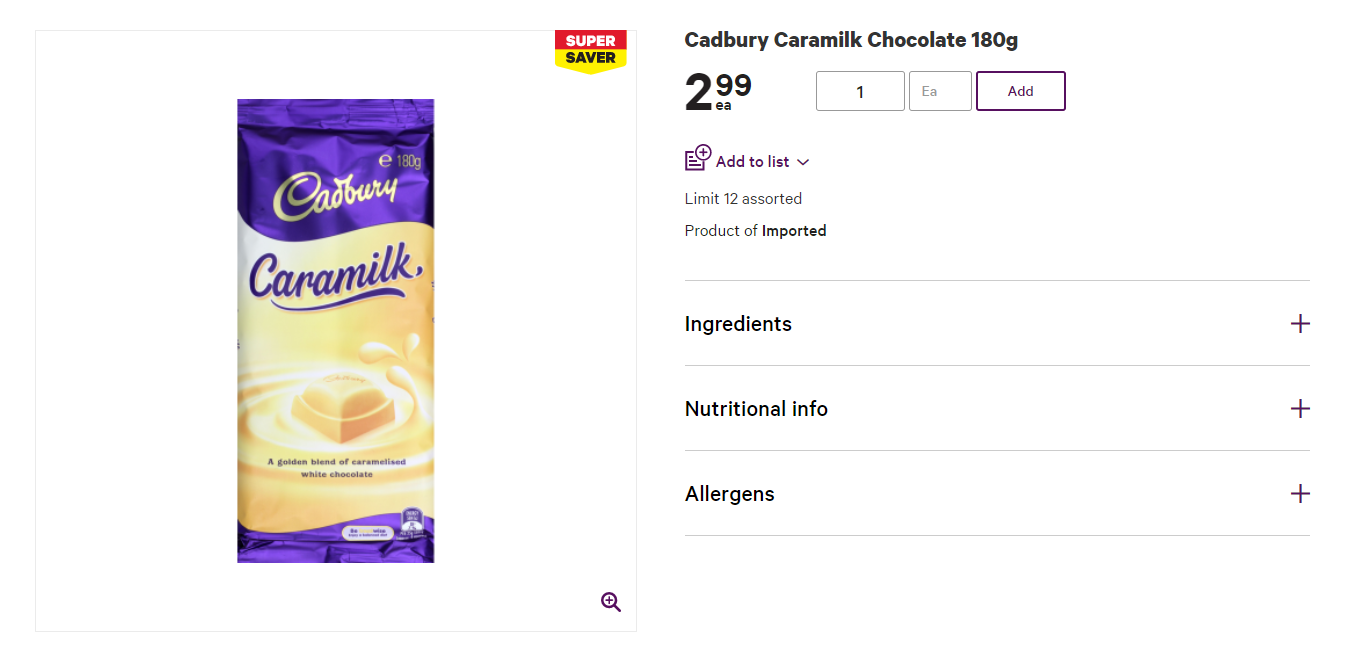 SUPER
SAVER
e 180g
Cadbury
Caramilk
A golden blend of caramelised
white chocolate
Cadbury Caramilk Chocolate 180g
2 99
ea
1
Ea
Add
Add to list
Limit 12 assorted
Product of Imported
Ingredients
Nutritional info
Allergens